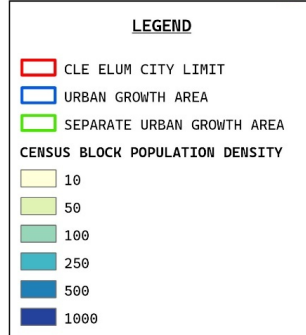 LEGEND
CLE ELUM CITY LIMIT
URBAN GROWTH AREA
SEPARATE URBAN GROWTH AREA
CENSUS BLOCK POPULATION DENSITY
10
50
100
250
500
1000